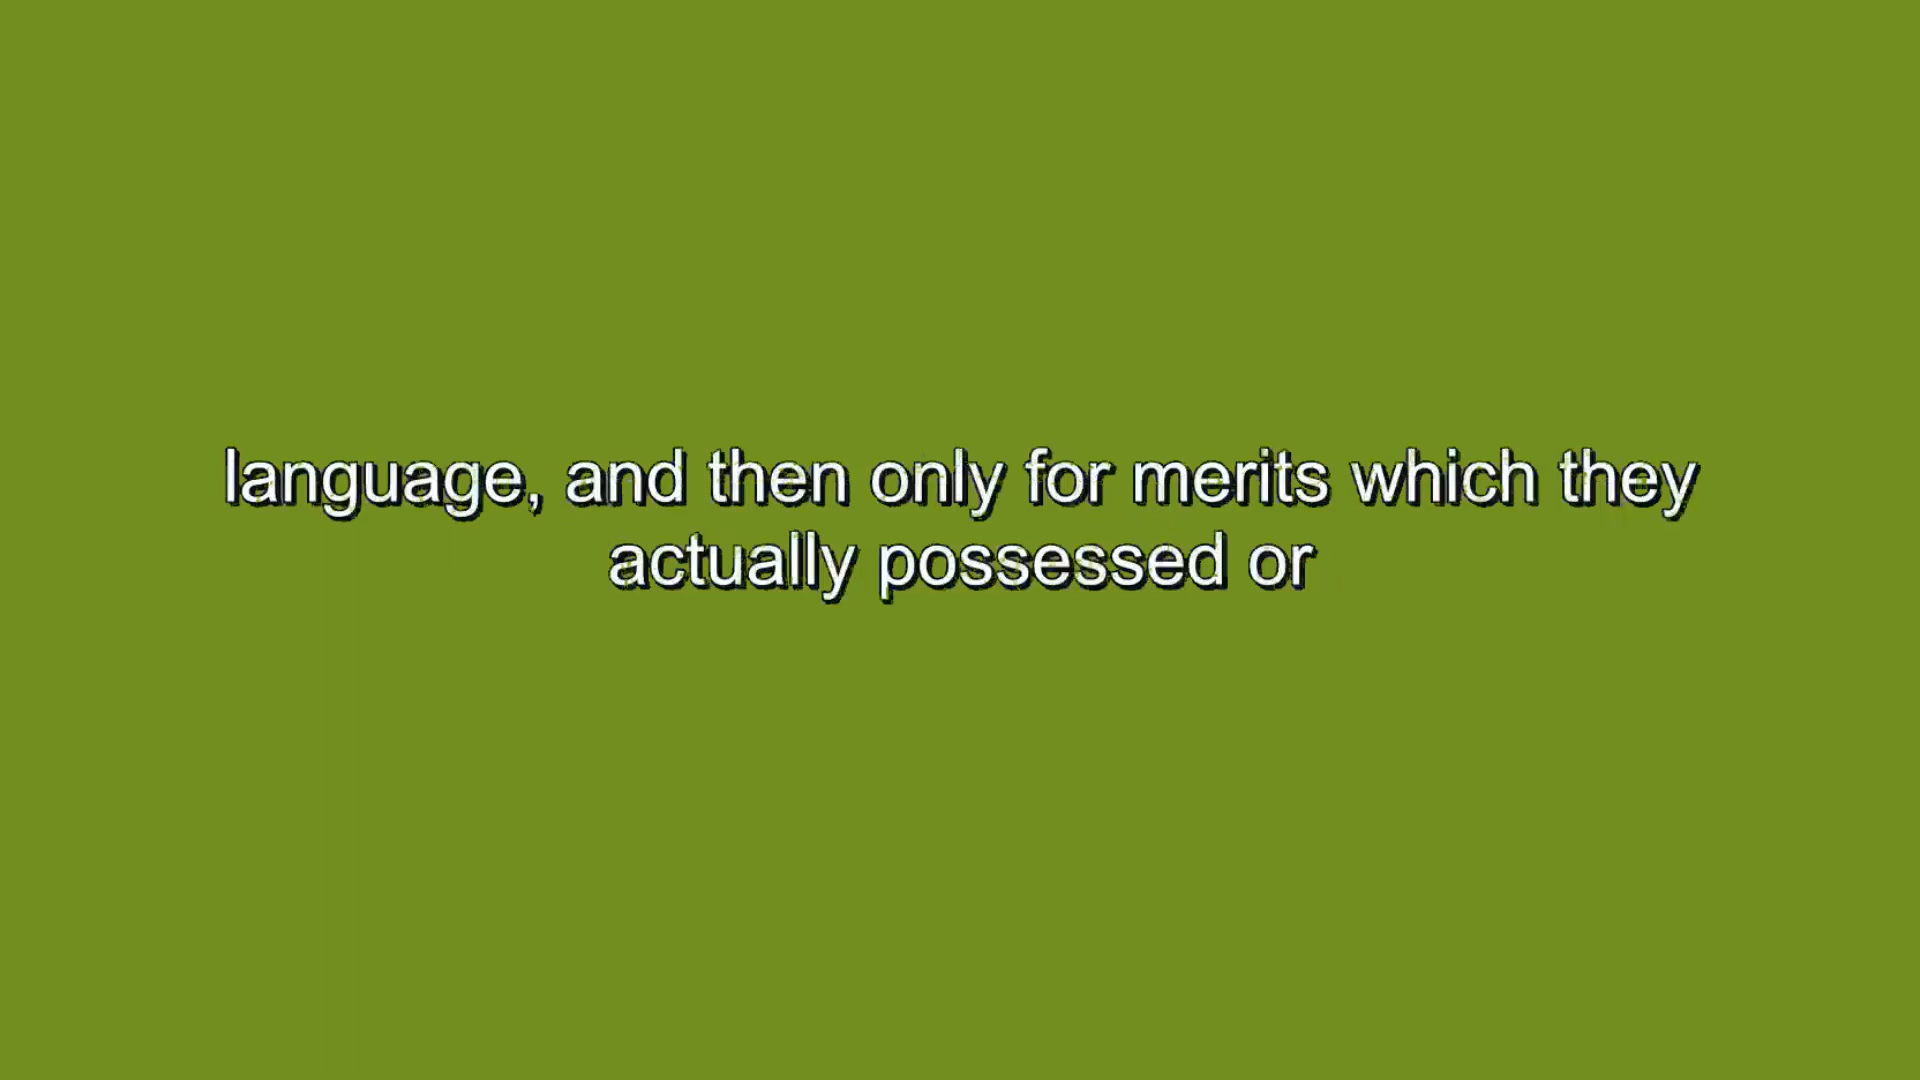 language, and then only for merits which they
actually possessed or